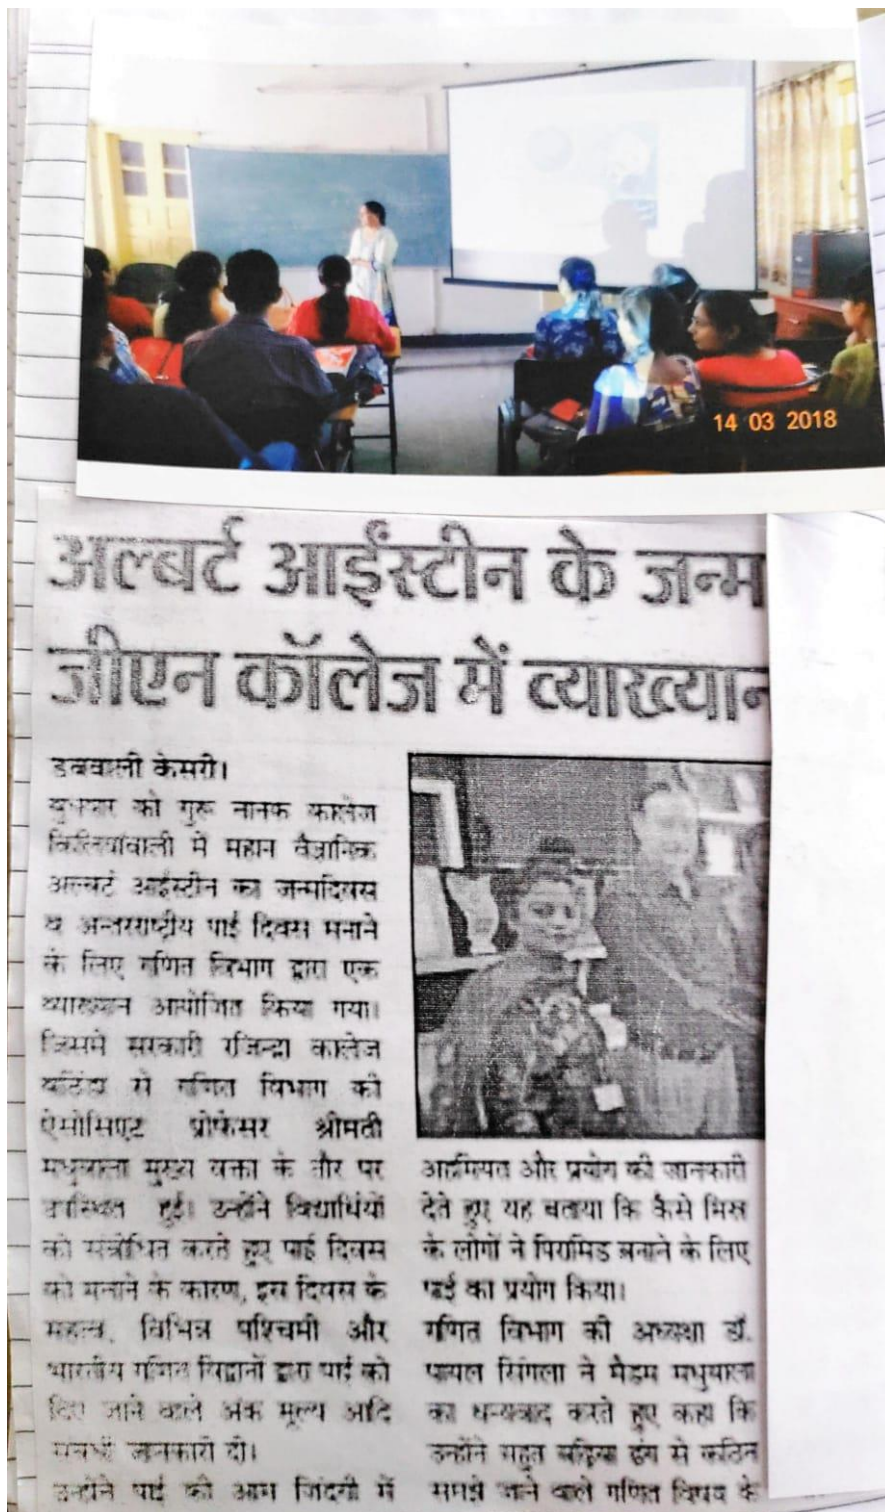 14 03 2018
अल्बर्ट आईंस्टीन के जन्म
जीएन कॉलेज में व्याख्यान
डबवाली केसरी।
बुधवार को गुरू नानक कालेज
किलियांवाली में महान वैज्ञानिक
अल्बर्ट आईंस्टीन का जन्मदिवस
व अन्तरराष्ट्रीय पाई दिवस मनाने
के लिए गणित विभाग द्वारा एक
व्याख्यान आयोजित किया गया।
जिसमें सरकारी रजिन्द्रा कालेज
बठिंडा से गणित विभाग की
ऐसोसिएट प्रोफेसर श्रीमती
मधुबाला मुख्य वक्ता के तौर पर
उपस्थित हुई। उन्होंने विद्यार्थियों
को संबोधित करते हुए पाई दिवस
को मनाने के कारण, इस दिवस के
महत्व, विभिन्न पश्चिमी और
भारतीय गणित विद्वानों द्वारा पाई को
दिए जाने वाले अंक मूल्य आदि
संबंधी जानकारी दी।
उन्होंने पाई की आम जिंदगी में
अहमियत और प्रयोग की जानकारी
देते हुए यह बताया कि कैसे मिस्र
के लोगों ने पिरामिड बनाने के लिए
पाई का प्रयोग किया।
गणित विभाग की अध्यक्षा डॉ.
पायल सिंगला ने मैडम मधुबाला
का धन्यवाद करते हुए कहा कि
उन्होंने बहुत बढ़िया ढंग से कठिन
समझे जाने वाले गणित विषय के